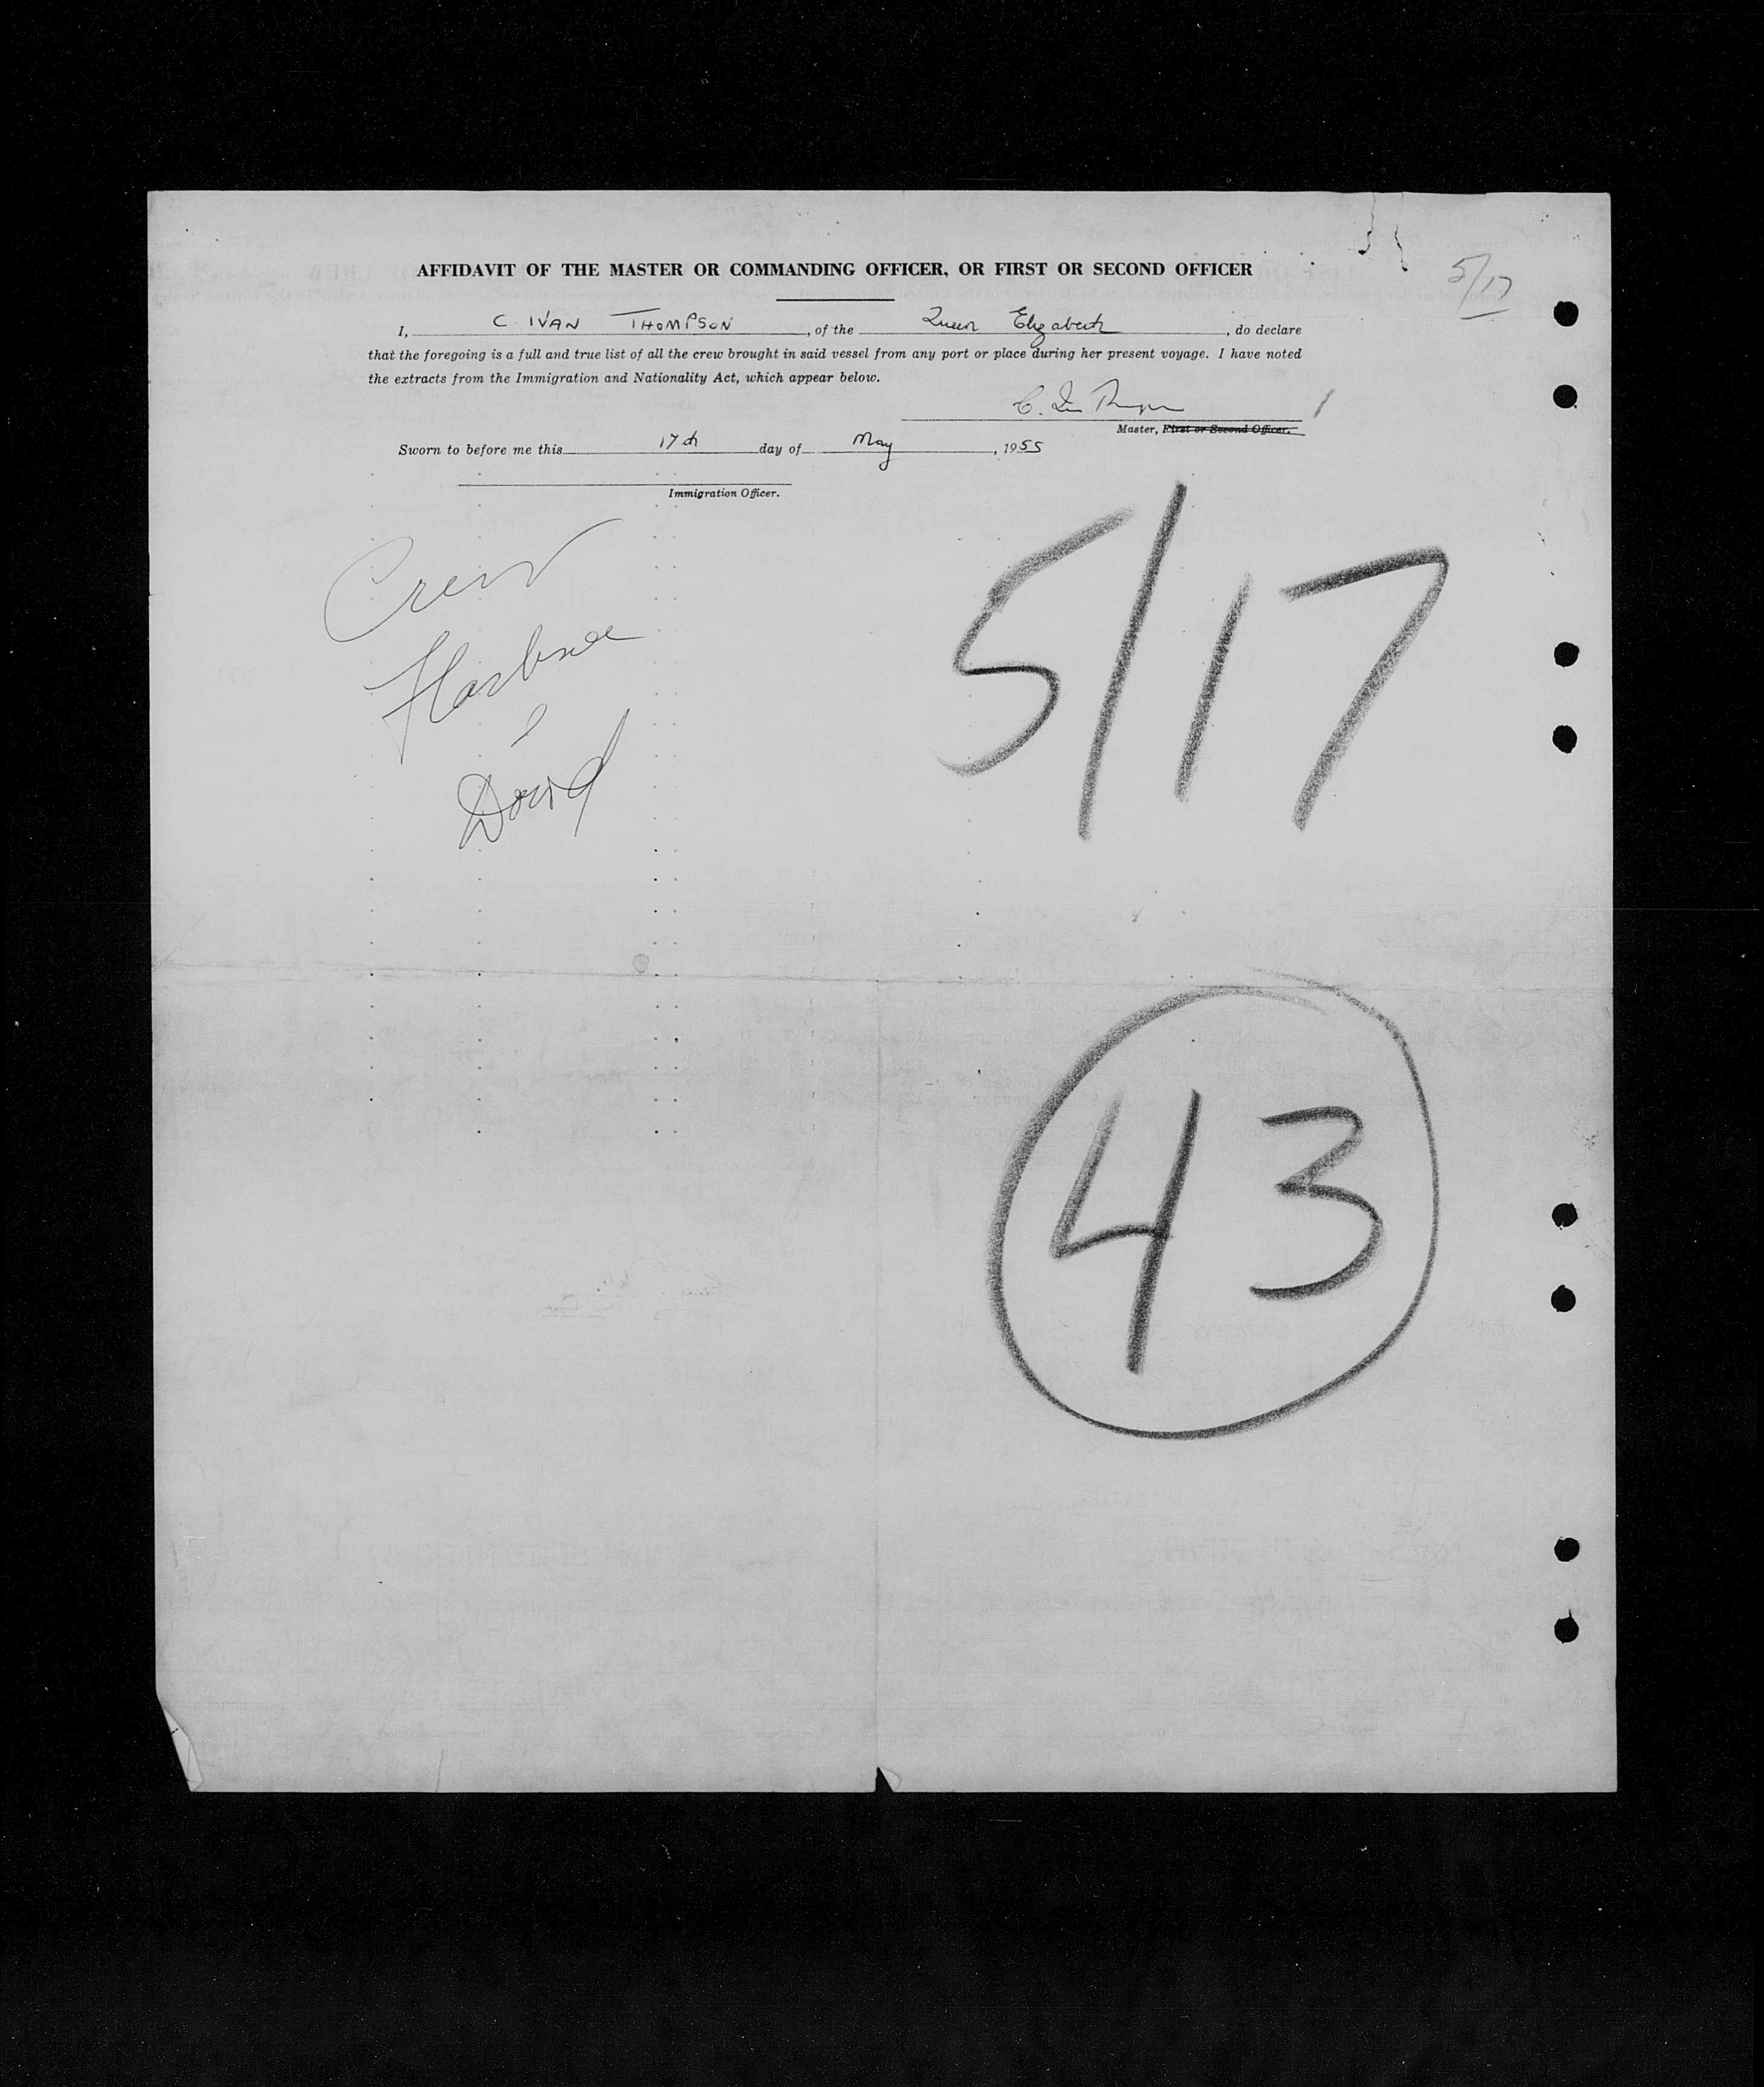 AFFIDAVIT OF THE MASTER OR COMMANDING OFFICER, OR FIRST OR SECOND OFFICER
5/17
I, C. IVAN THOMPSON, of the Queen Elizabeth, do declare
that the foregoing is a full and true list of all the crew brought in said vessel from any port or place during her present voyage. I have noted
the extracts from the Immigration and Nationality Act, which appear below.
Master, First or Second Officer.
Sworn to before me this 17th day of May, 1955
Immigration Officer.
Crew
5/17
43